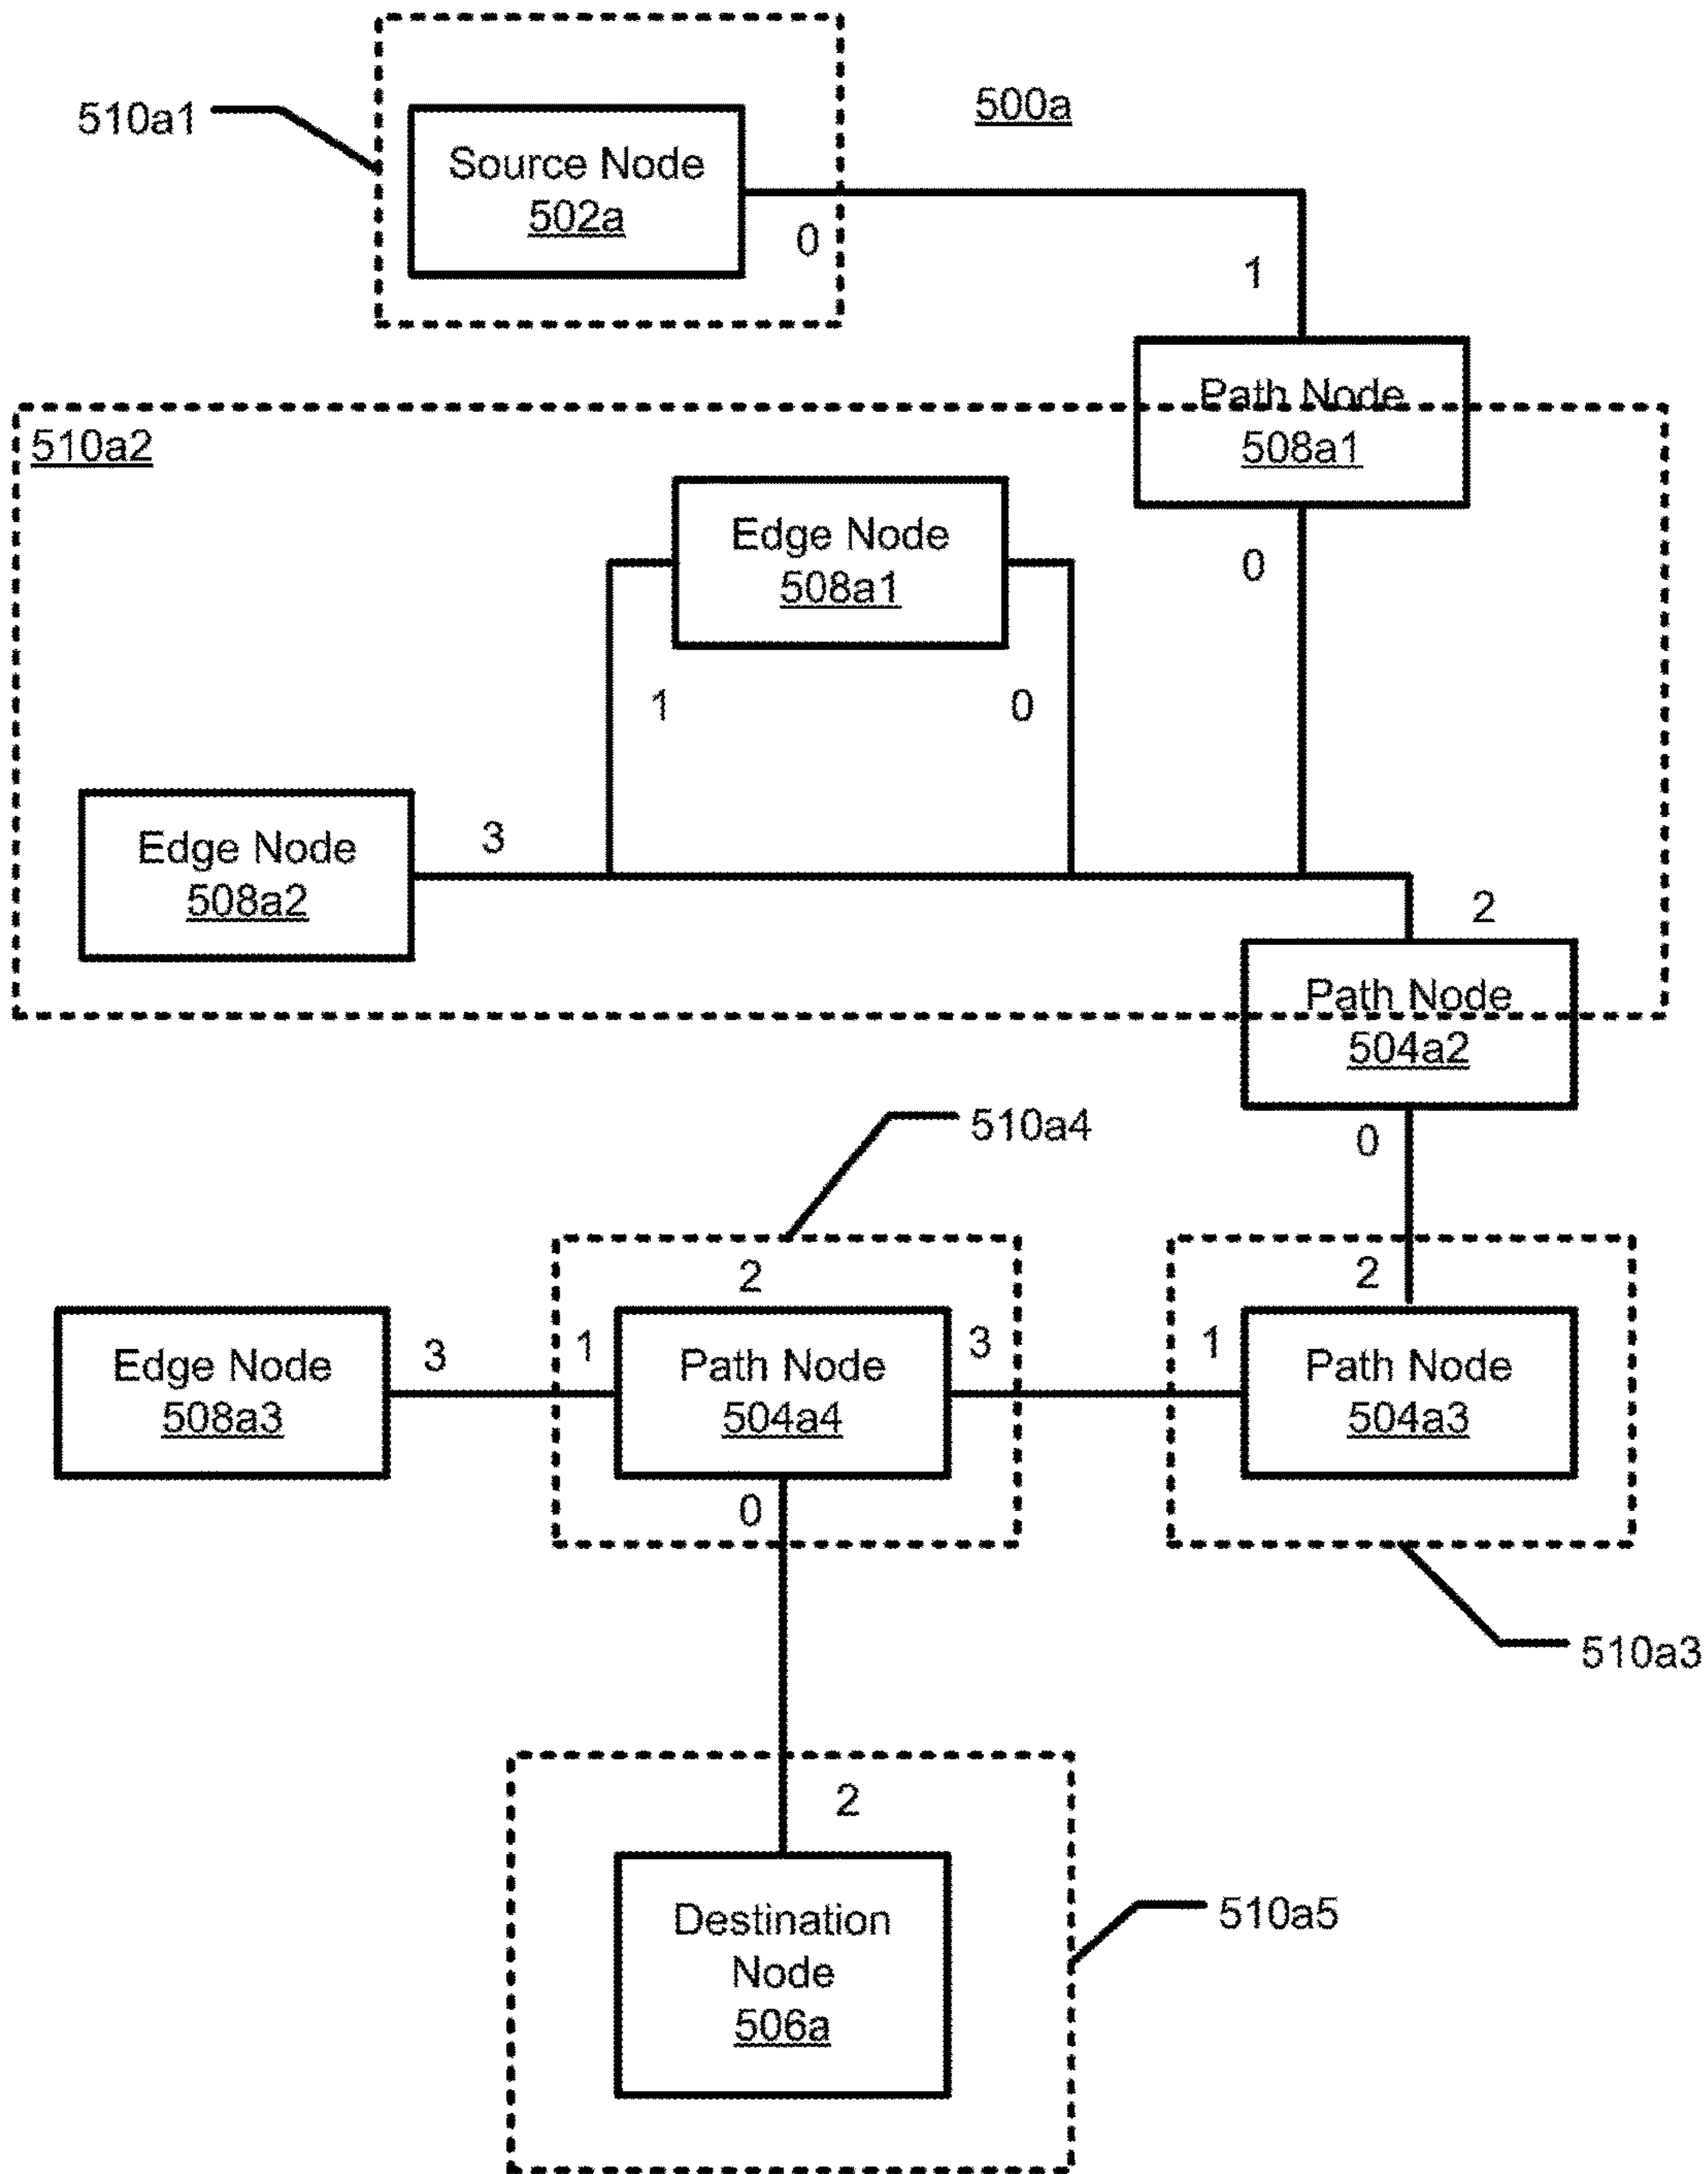 510a1
500a
Source Node
502a
0
1
Path Node
508a1
510a2
0
Edge Node
508a1
1
0
Edge Node
508a2
3
2
Path Node
504a2
0
510a4
2
2
Edge Node
508a3
3
1
Path Node
504a4
3
1
Path Node
504a3
0
510a3
2
Destination
Node
506a
510a5